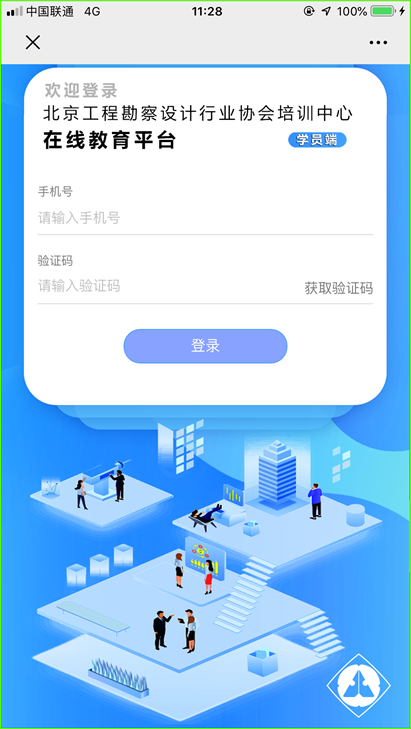 中国联通 4G 11:28 100%
欢迎登录
北京工程勘察设计行业协会培训中心
在线教育平台 学员端
手机号
请输入手机号
验证码
请输入验证码 获取验证码
登录